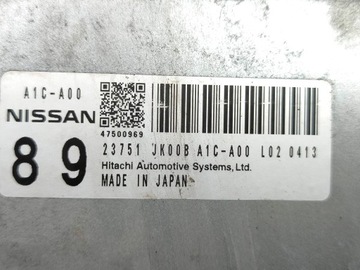 A1C-A00
NISSAN
47500969
89
23751 JK00B A1C-A00 L02 0413
Hitachi Automotive Systems, Ltd.
MADE IN JAPAN